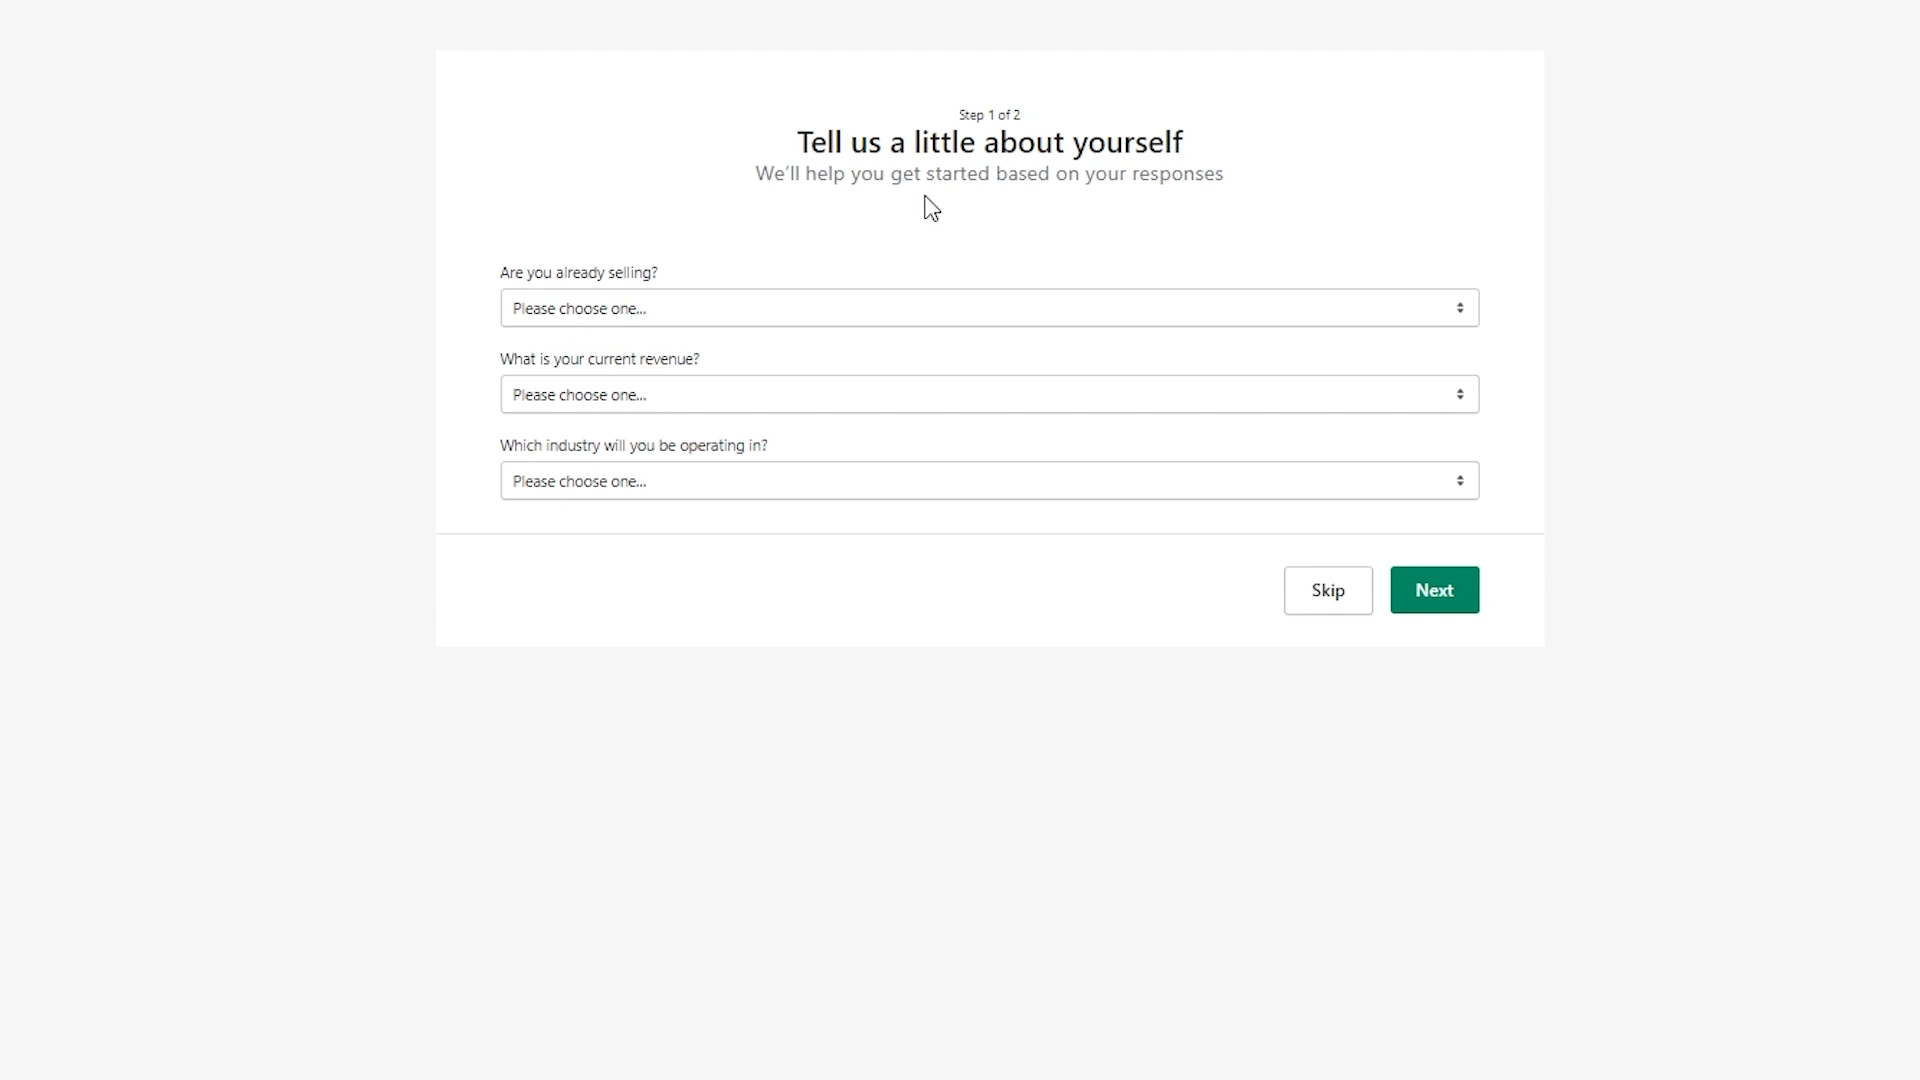 Step 1 of 2
Tell us a little about yourself
We'll help you get started based on your responses
Are you already selling?
Please choose one...
What is your current revenue?
Please choose one...
Which industry will you be operating in?
Please choose one...
Skip
Next